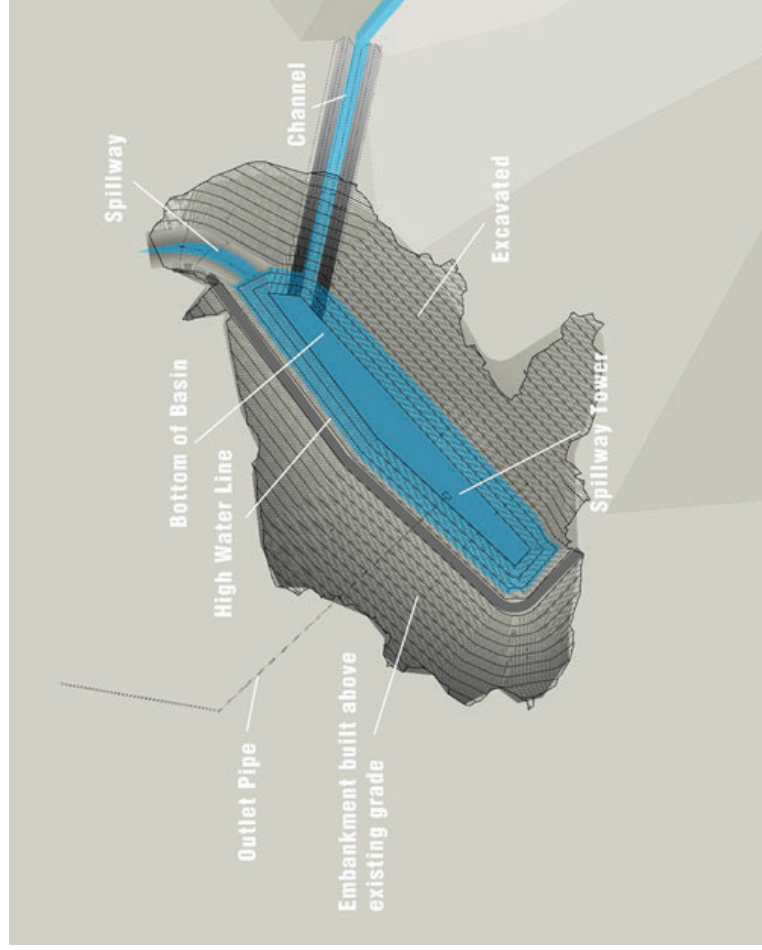 Spillway
Channel
Bottom of Basin
High Water Line
Excavated
Spillway Tower
Outlet Pipe
Embankment built above
existing grade